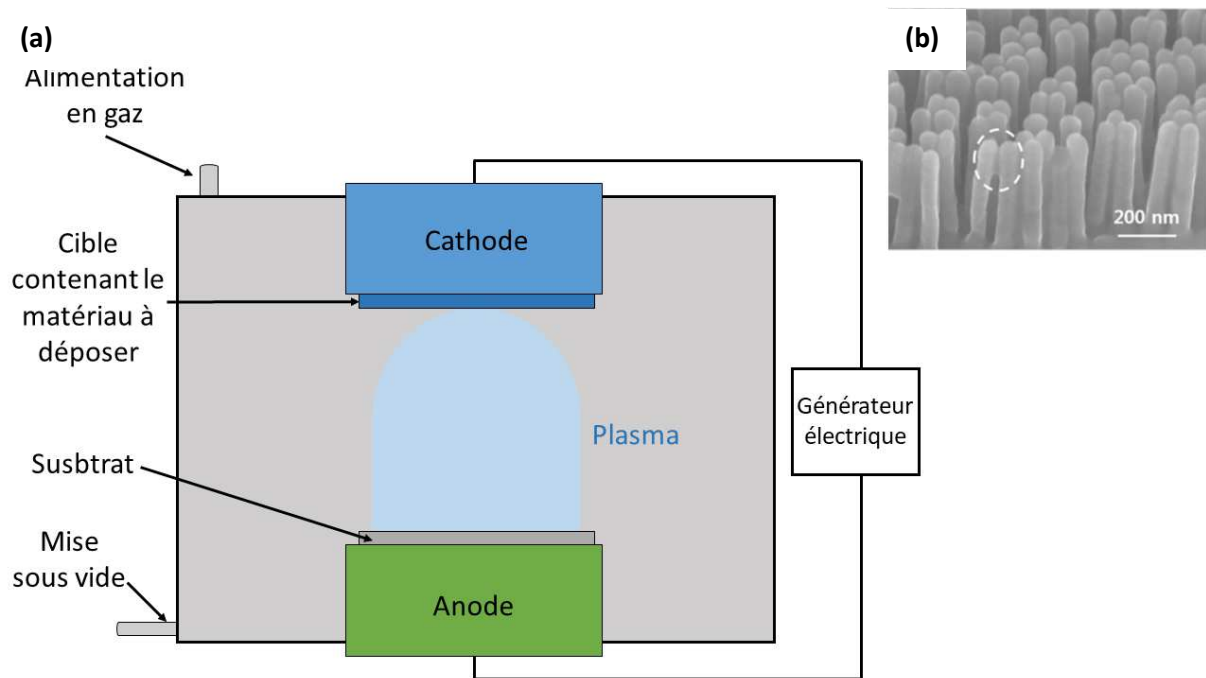 (a)
Alimentation
en gaz
Cible
contenant le
matériau à
déposer
Susbtrat
Mise
sous vide
Cathode
Plasma
Anode
Générateur
électrique
(b)
200 nm